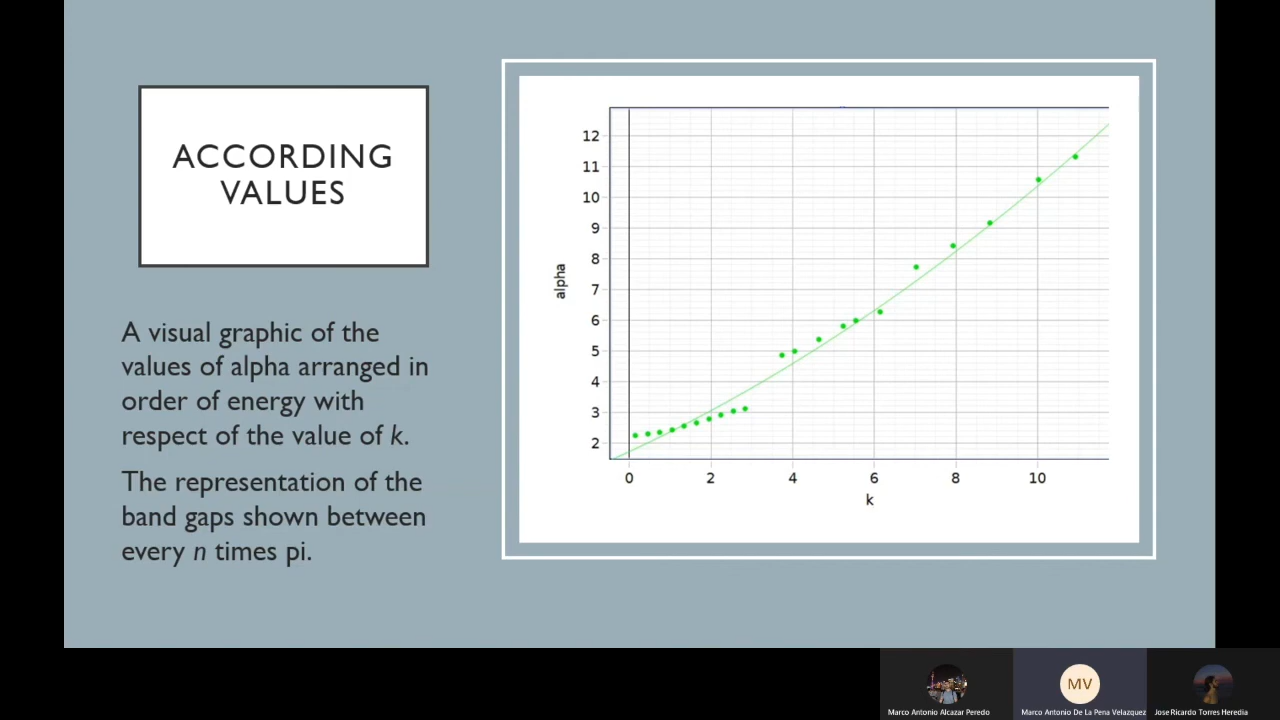 ACCORDING
VALUES
A visual graphic of the
values of alpha arranged in
order of energy with
respect of the value of k.
The representation of the
band gaps shown between
every n times pi.
12
11
10
9
8
7
6
5
4
3
2
alpha
0 2 4 6 8 10
k
MV
Marco Antonio Alcazar Peredo
Marco Antonio De La Pena Velazquez
Jose Ricardo Torres Heredia